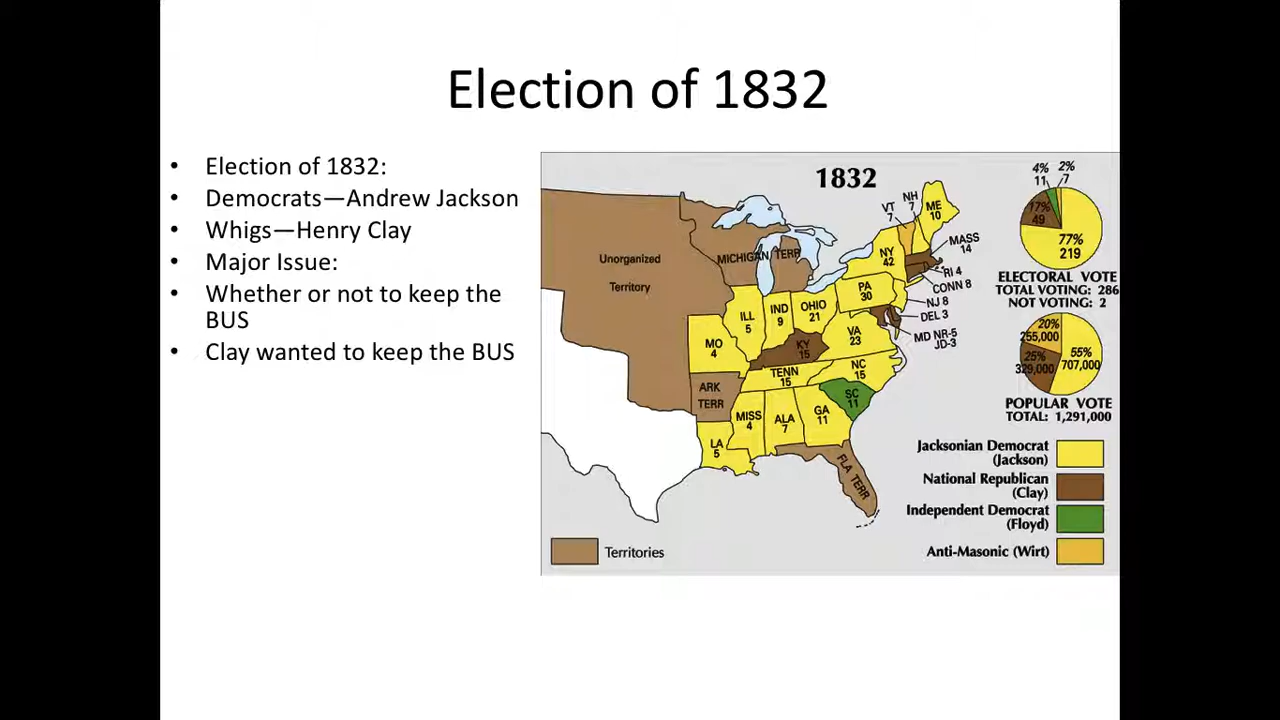 Election of 1832
• Election of 1832:
• Democrats—Andrew Jackson
• Whigs—Henry Clay
• Major Issue:
• Whether or not to keep the
BUS
• Clay wanted to keep the BUS
1832
Unorganized
Territory
MICHIGAN TERR
VT
7
NH
7
ME
10
MASS
14
NY
42
RI 4
CONN 8
PA
30
NJ 8
DEL 3
MD NR-5
JD-3
ILL
5
IND
9
OHIO
21
VA
23
MO
4
KY
15
NC
15
TENN
15
ARK
TERR
SC
11
MISS
4
ALA
7
GA
11
LA
5
FLA TERR
4%
11
2%
7
17%
49
77%
219
ELECTORAL VOTE
TOTAL VOTING: 286
NOT VOTING: 2
20%
255,000
25%
329,000
55%
707,000
POPULAR VOTE
TOTAL: 1,291,000
Jacksonian Democrat
(Jackson)
National Republican
(Clay)
Independent Democrat
(Floyd)
Anti-Masonic (Wirt)
Territories